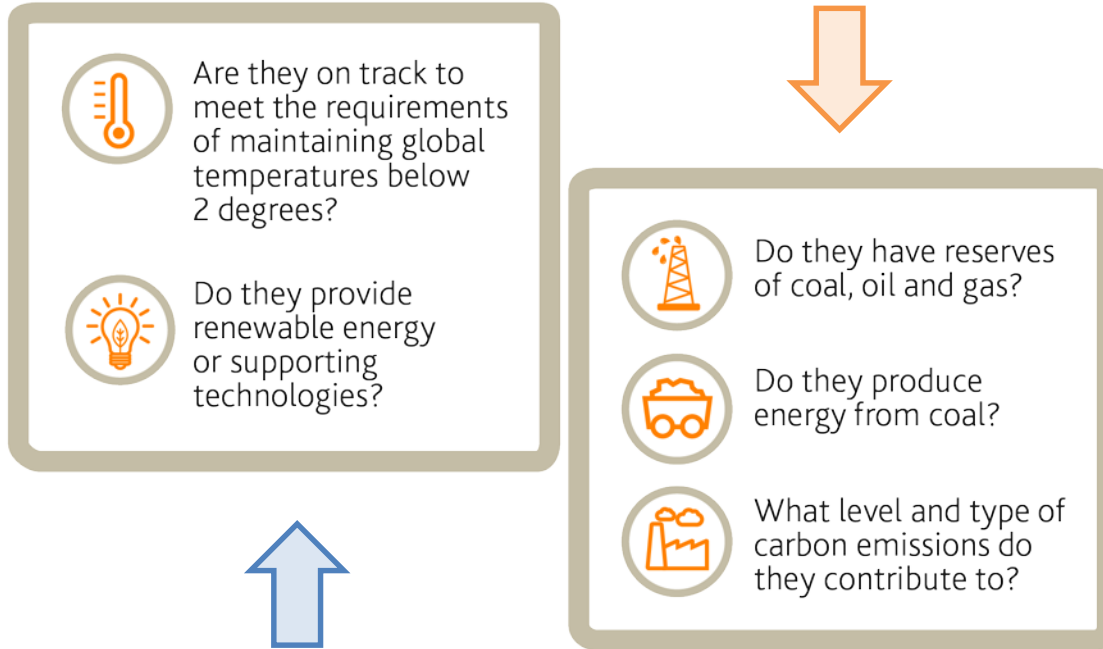 Are they on track to
meet the requirements
of maintaining global
temperatures below
2 degrees?
Do they provide
renewable energy
or supporting
technologies?
Do they have reserves
of coal, oil and gas?
Do they produce
energy from coal?
What level and type of
carbon emissions do
they contribute to?